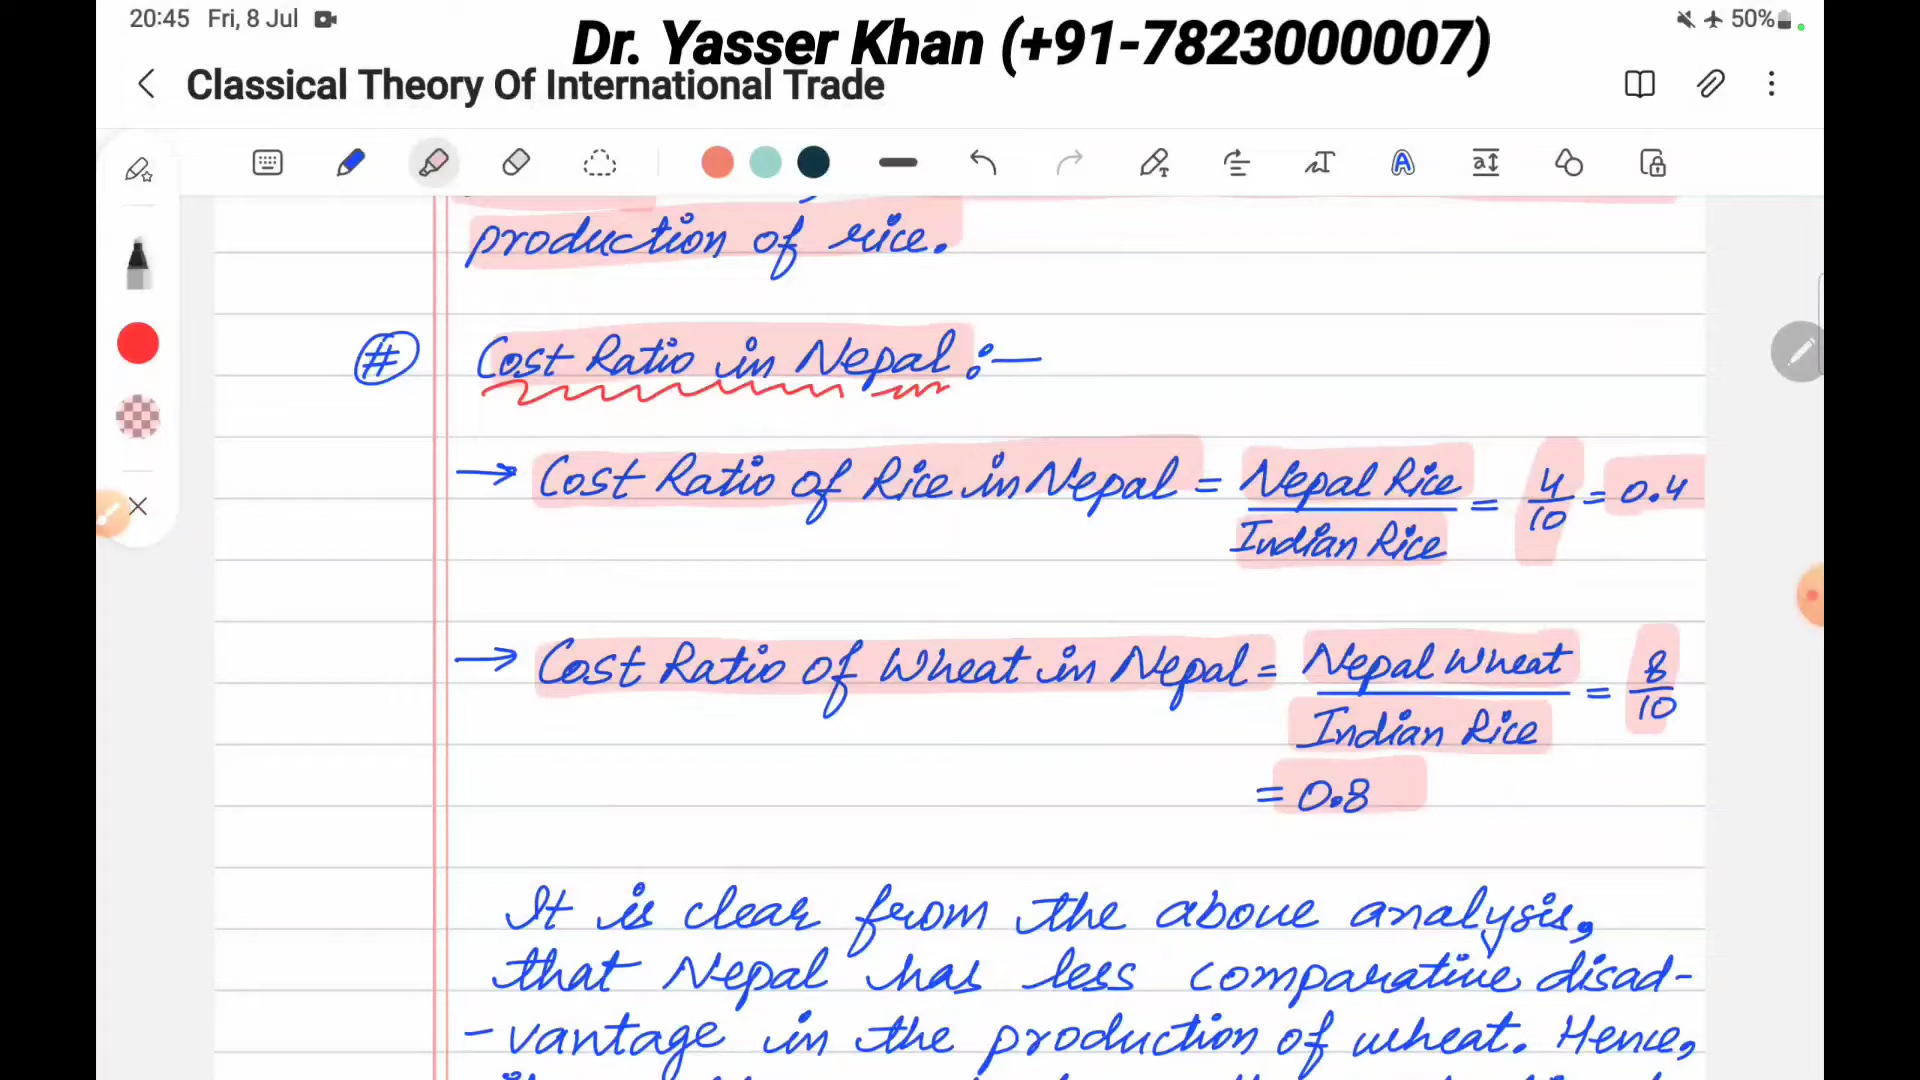 20:45 Fri, 8 Jul
50%
Dr. Yasser Khan (+91-7823000007)
Classical Theory Of International Trade
production of rice.
# Cost Ratio in Nepal :-
→ Cost Ratio of Rice in Nepal = Nepal Rice / Indian Rice = 4/10 = 0.4
→ Cost Ratio of Wheat in Nepal = Nepal Wheat / Indian Rice = 8/10
= 0.8
It is clear from the above analysis,
that Nepal has less comparative disad-
-vantage in the production of wheat. Hence,